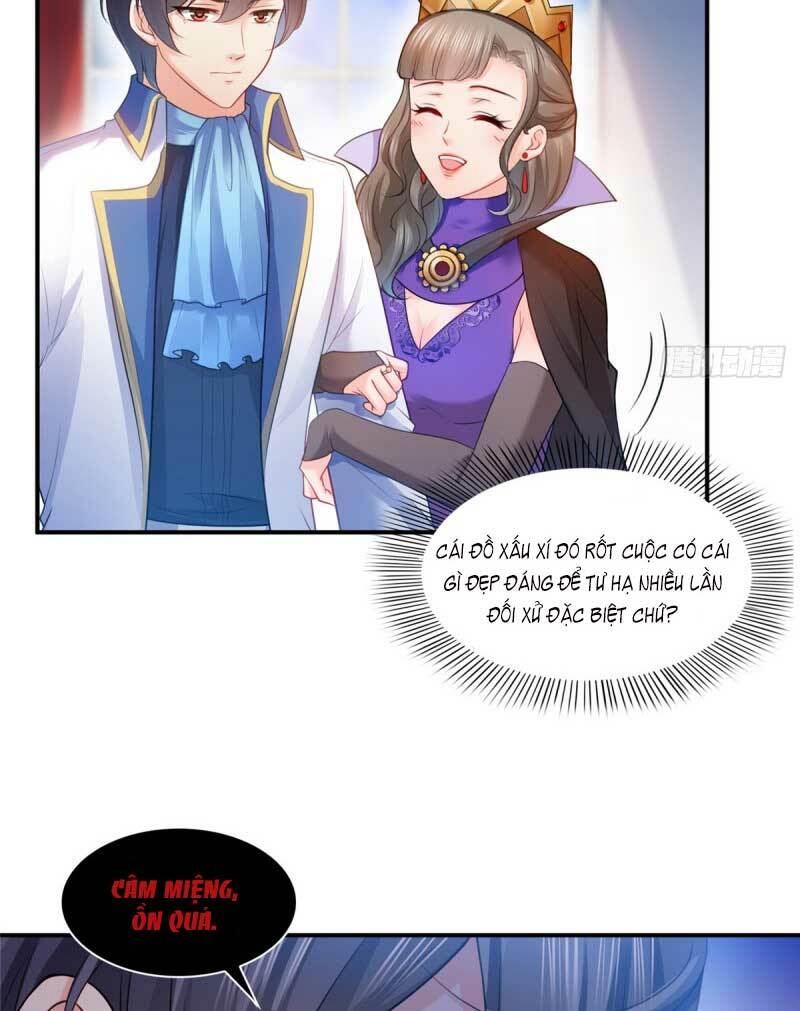 CÁI ĐỒ XẤU XÍ ĐÓ RỐT CUỘC CÓ CÁI
GÌ ĐẸP ĐÁNG ĐỂ TƯ HẠ NHIỀU LẦN
ĐỐI XỬ ĐẶC BIỆT CHỨ?
CÂM MIỆNG,
ỒN QUÁ.